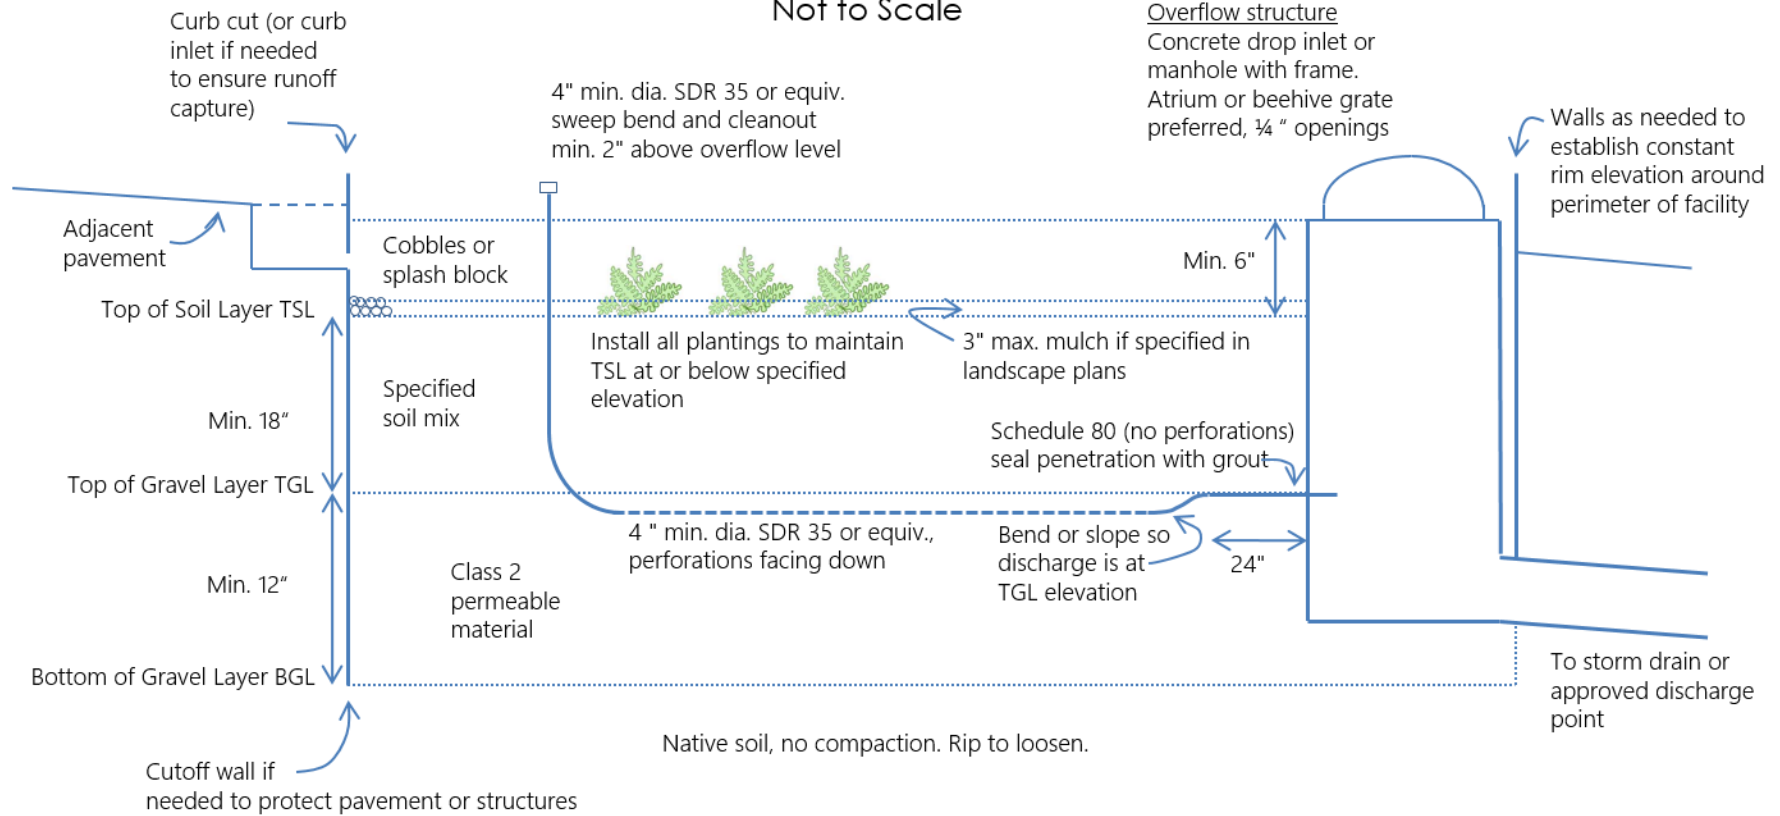 Not to Scale
Curb cut (or curb
inlet if needed
to ensure runoff
capture)
4" min. dia. SDR 35 or equiv.
sweep bend and cleanout
min. 2" above overflow level
Overflow structure
Concrete drop inlet or
manhole with frame.
Atrium or beehive grate
preferred, ¼ “ openings
Walls as needed to
establish constant
rim elevation around
perimeter of facility
Adjacent
pavement
Cobbles or
splash block
Min. 6"
Top of Soil Layer TSL
Install all plantings to maintain
TSL at or below specified
elevation
3" max. mulch if specified in
landscape plans
Specified
soil mix
Min. 18“
Schedule 80 (no perforations)
seal penetration with grout
Top of Gravel Layer TGL
4 " min. dia. SDR 35 or equiv.,
perforations facing down
Bend or slope so
discharge is at
TGL elevation
24"
Min. 12“
Class 2
permeable
material
Bottom of Gravel Layer BGL
To storm drain or
approved discharge
point
Native soil, no compaction. Rip to loosen.
Cutoff wall if
needed to protect pavement or structures